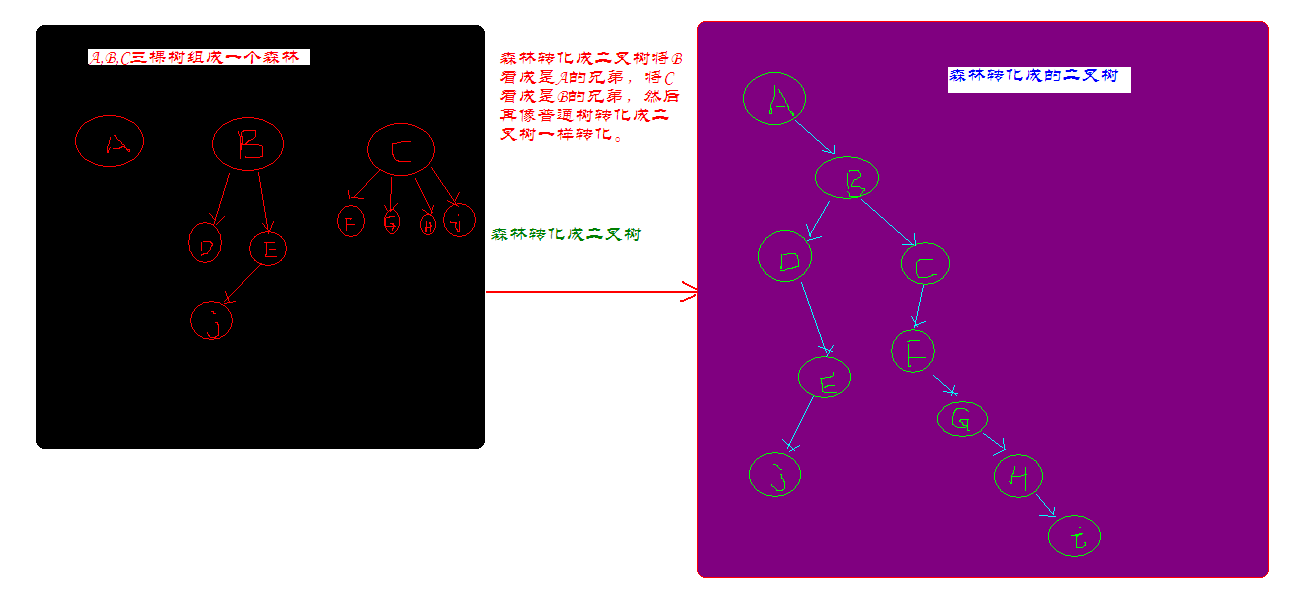 A,B,C三棵树组成一个森林
A
B
C
D
E
F
G
H
i
j
森林转化成二叉树将B
看成是A的兄弟，将C
看成是B的兄弟，然后
再像普通树转化成二
叉树一样转化。
森林转化成二叉树
森林转化成的二叉树
A
B
D
C
F
E
G
j
H
i